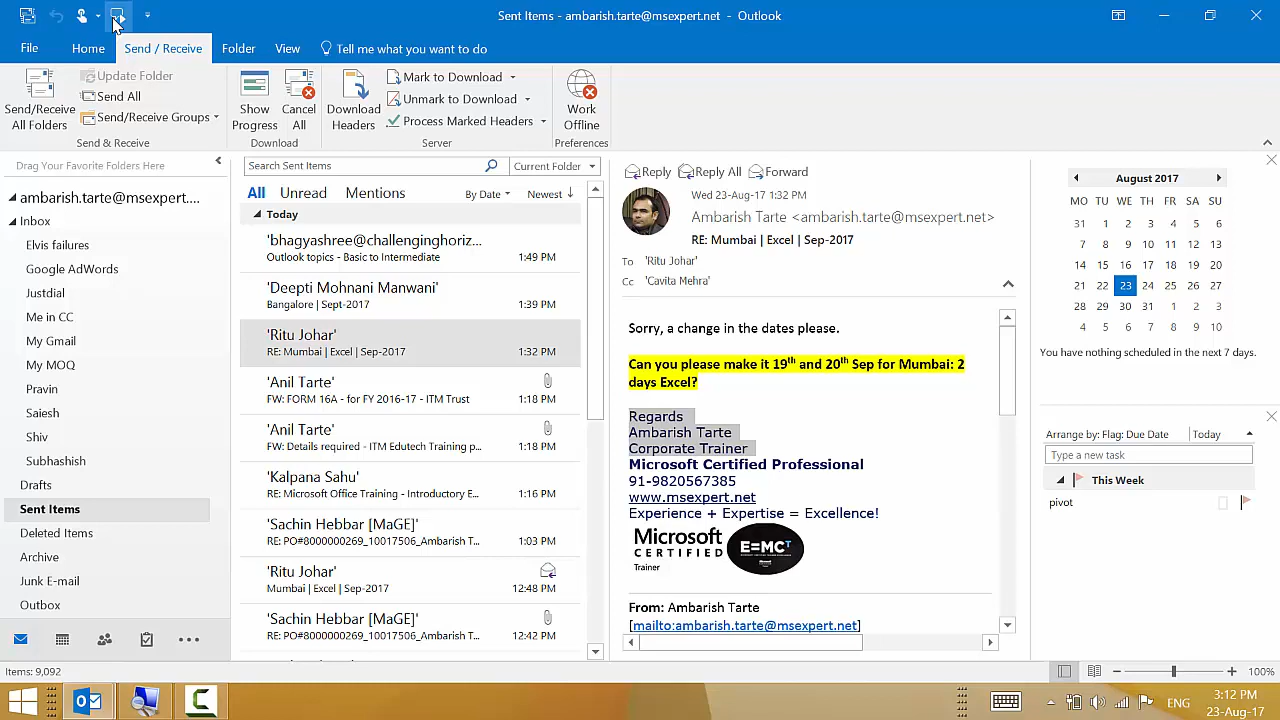 Sent Items - ambarish.tarte@msexpert.net - Outlook
File Home Send / Receive Folder View Tell me what you want to do
Send/Receive All Folders
Update Folder
Send All
Send/Receive Groups
Send & Receive
Show Progress
Cancel All
Download
Download Headers
Mark to Download
Unmark to Download
Process Marked Headers
Server
Work Offline
Preferences
Drag Your Favorite Folders Here
ambarish.tarte@msexpert....
Inbox
Elvis failures
Google AdWords
Justdial
Me in CC
My Gmail
My MOQ
Pravin
Saiesh
Shiv
Subhashish
Drafts
Sent Items
Deleted Items
Archive
Junk E-mail
Outbox
Search Sent Items Current Folder
All Unread Mentions By Date Newest
Today
'bhagyashree@challenginghoriz...
Outlook topics - Basic to Intermediate 1:49 PM
'Deepti Mohnani Manwani'
Bangalore | Sept-2017 1:39 PM
'Ritu Johar'
RE: Mumbai | Excel | Sep-2017 1:32 PM
'Anil Tarte'
FW: FORM 16A - for FY 2016-17 - ITM Trust 1:18 PM
'Anil Tarte'
FW: Details required - ITM Edutech Training p... 1:18 PM
'Kalpana Sahu'
RE: Microsoft Office Training - Introductory E... 1:16 PM
'Sachin Hebbar [MaGE]'
RE: PO#8000000269_10017506_Ambarish T... 1:03 PM
'Ritu Johar'
Mumbai | Excel | Sep-2017 12:48 PM
'Sachin Hebbar [MaGE]'
RE: PO#8000000269_10017506_Ambarish T... 12:42 PM
Reply Reply All Forward
Wed 23-Aug-17 1:32 PM
Ambarish Tarte <ambarish.tarte@msexpert.net>
RE: Mumbai | Excel | Sep-2017
To 'Ritu Johar'
Cc 'Cavita Mehra'
Sorry, a change in the dates please.
Can you please make it 19th and 20th Sep for Mumbai: 2
days Excel?
Regards
Ambarish Tarte
Corporate Trainer
Microsoft Certified Professional
91-9820567385
www.msexpert.net
Experience + Expertise = Excellence!
Microsoft
CERTIFIED
Trainer
E=MCT
From: Ambarish Tarte
[mailto:ambarish.tarte@msexpert.net]
August 2017
MO TU WE TH FR SA SU
31 1 2 3 4 5 6
7 8 9 10 11 12 13
14 15 16 17 18 19 20
21 22 23 24 25 26 27
28 29 30 31 1 2 3
4 5 6 7 8 9 10
You have nothing scheduled in the next 7 days.
Arrange by: Flag: Due Date Today
Type a new task
This Week
pivot
Items: 9,092 100%
ENG
3:12 PM
23-Aug-17